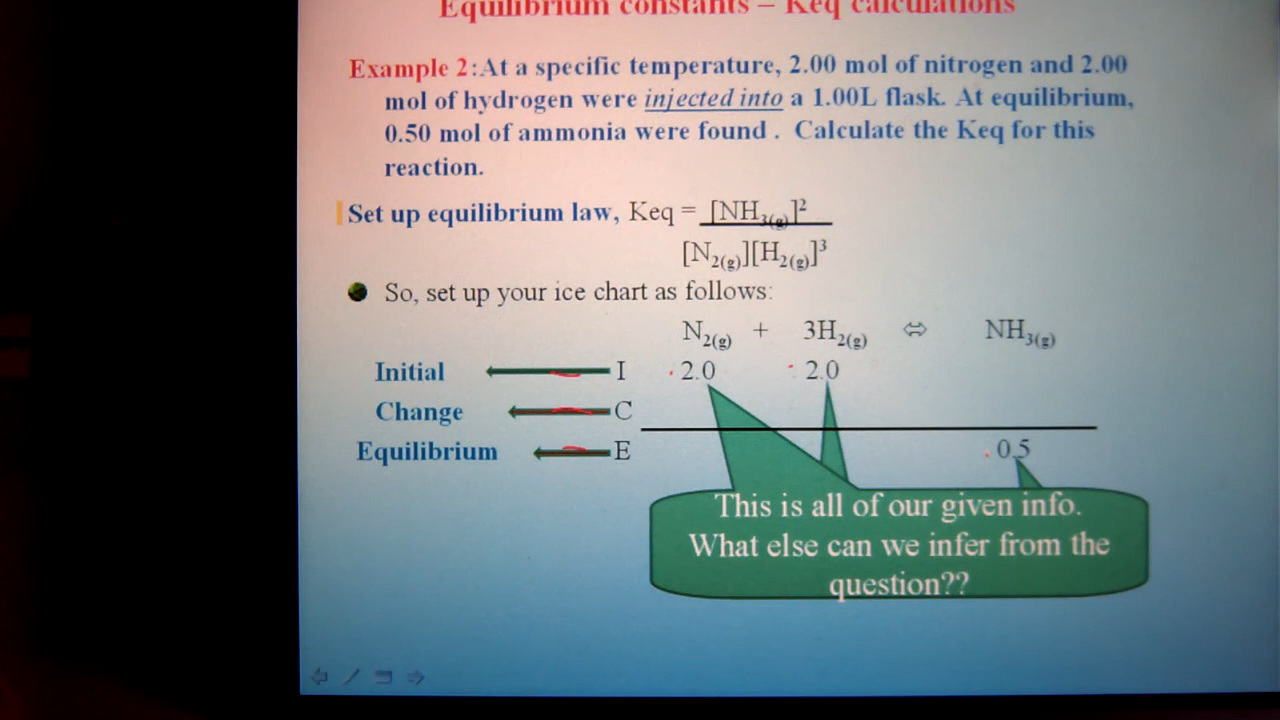 Equilibrium constants – Keq calculations
Example 2:At a specific temperature, 2.00 mol of nitrogen and 2.00
mol of hydrogen were injected into a 1.00L flask. At equilibrium,
0.50 mol of ammonia were found . Calculate the Keq for this
reaction.
Set up equilibrium law, Keq = [NH₃₍g₎]²
[N₂₍g₎][H₂₍g₎]³
So, set up your ice chart as follows:
N₂₍g₎ + 3H₂₍g₎ ⇔ NH₃₍g₎
Initial I 2.0 2.0
Change C
Equilibrium E 0.5
This is all of our given info.
What else can we infer from the
question??